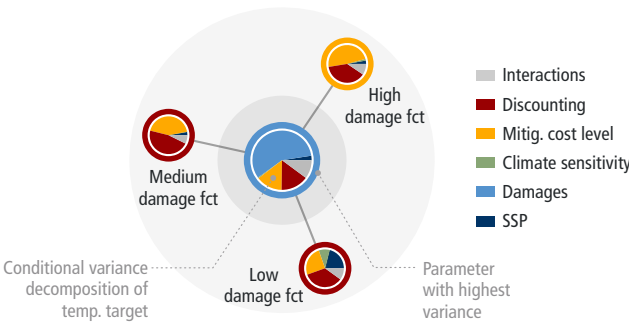 High
damage fct
Medium
damage fct
Low
damage fct
Conditional variance
decomposition of
temp. target
Parameter
with highest
variance
Interactions
Discounting
Mitig. cost level
Climate sensitivity
Damages
SSP